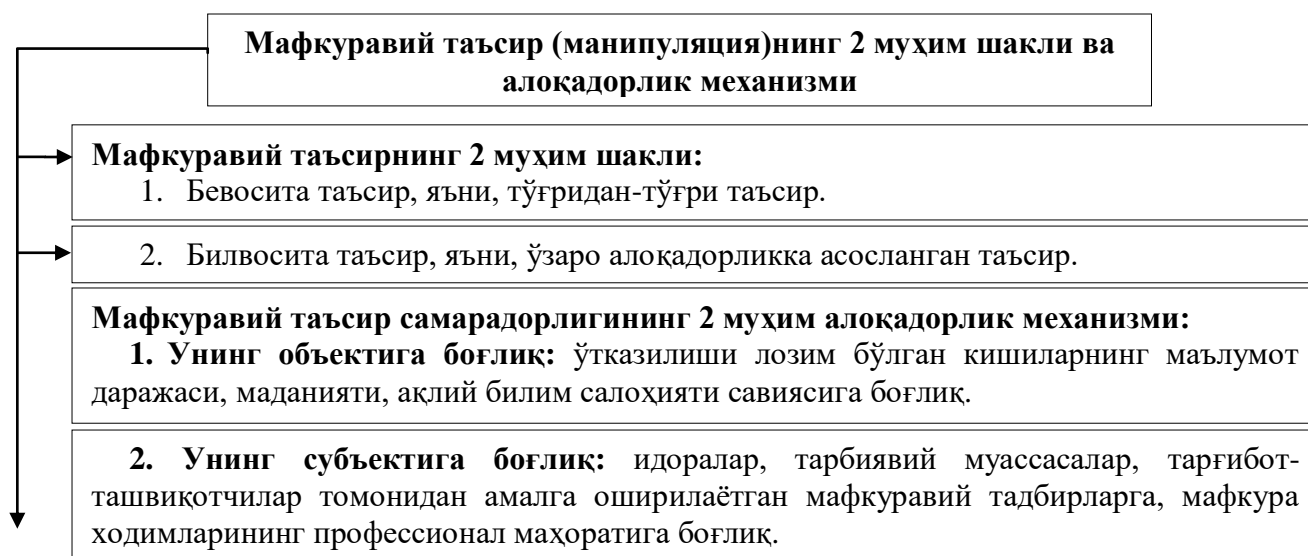 Мафкуравий таъсир (манипуляция)нинг 2 муҳим шакли ва
алоқадорлик механизми
Мафкуравий таъсирнинг 2 муҳим шакли:
1. Бевосита таъсир, яъни, тўғридан-тўғри таъсир.
2. Билвосита таъсир, яъни, ўзаро алоқадорликка асосланган таъсир.
Мафкуравий таъсир самарадорлигининг 2 муҳим алоқадорлик механизми:
1. Унинг объектига боғлиқ: ўтказилиши лозим бўлган кишиларнинг маълумот
даражаси, маданияти, ақлий билим салоҳияти савиясига боғлиқ.
2. Унинг субъектига боғлиқ: идоралар, тарбиявий муассасалар, тарғибот-
ташвиқотчилар томонидан амалга оширилаётган мафкуравий тадбирларга, мафкура
ходимларининг профессионал маҳоратига боғлиқ.